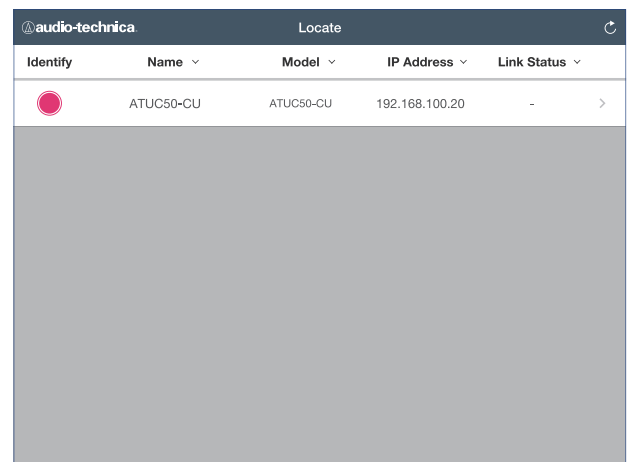 audio-technica. Locate
Identify Name Model IP Address Link Status
ATUC50-CU ATUC50-CU 192.168.100.20 -